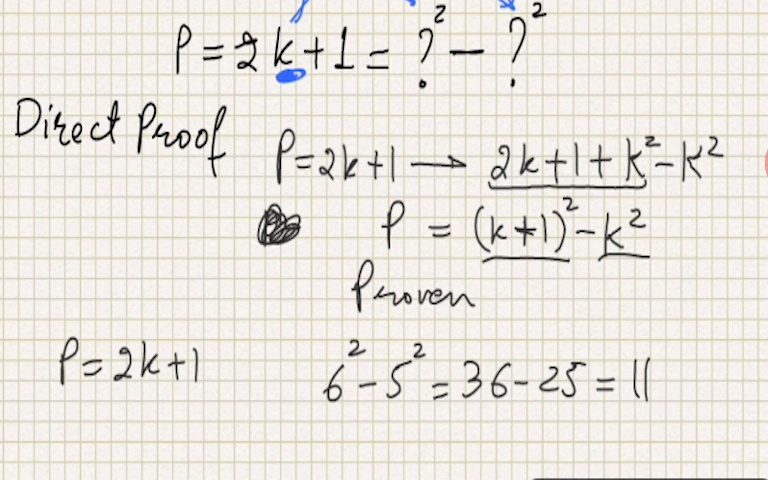 P = 2k + 1 = ?² − ?²
Direct Proof
P = 2k + 1 → 2k + 1 + k² − k²
P = (k + 1)² − k²
Proven
P = 2k + 1
6² − 5² = 36 − 25 = 11